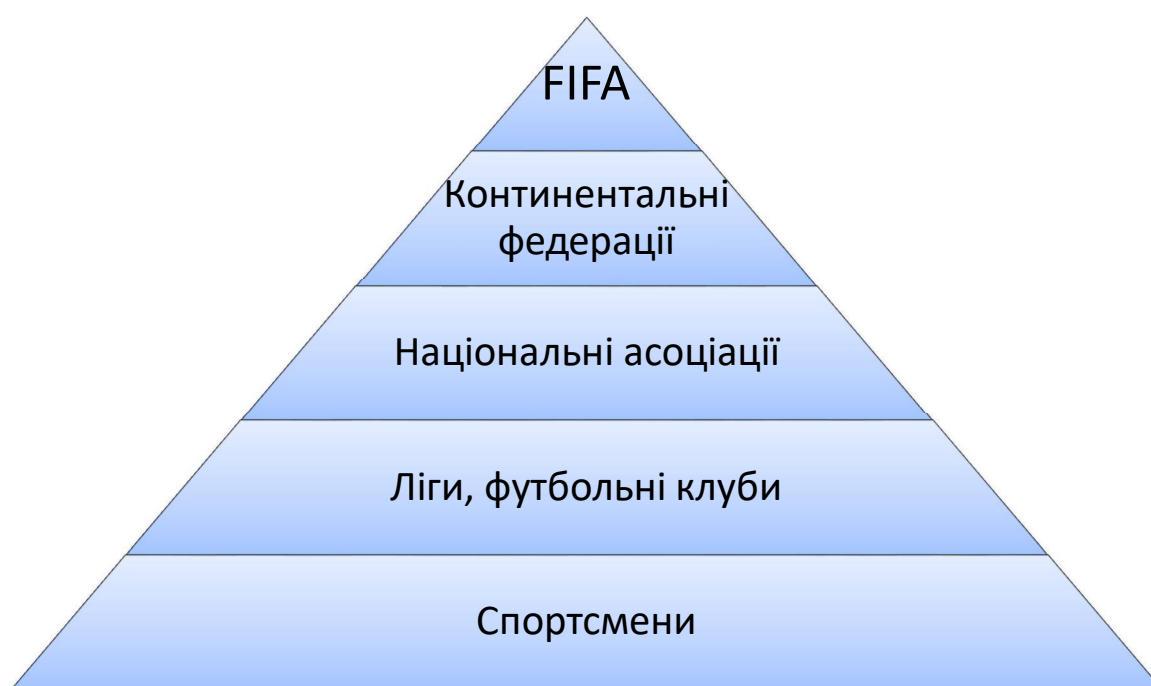 FIFA
Континентальні
федерації
Національні асоціації
Ліги, футбольні клуби
Спортсмени